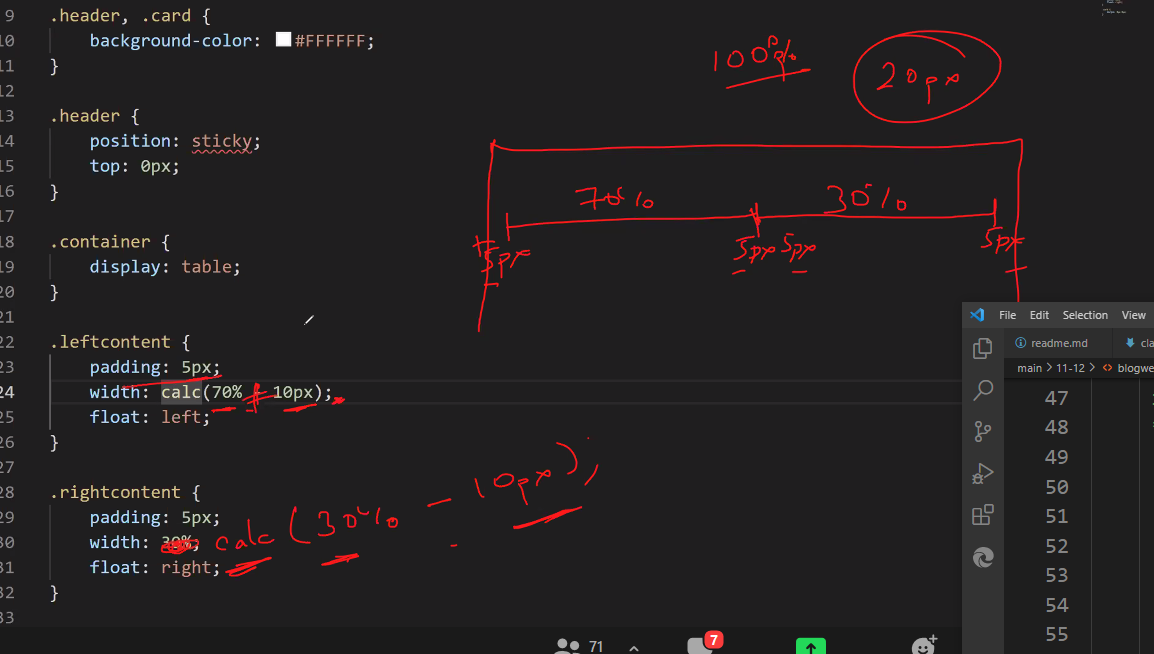 9 .header, .card {
10 background-color: #FFFFFF;
11 }
12
13 .header {
14 position: sticky;
15 top: 0px;
16 }
17
18 .container {
19 display: table;
20 }
21
22 .leftcontent {
23 padding: 5px;
24 width: calc(70% - 10px);
25 float: left;
26 }
27
28 .rightcontent {
29 padding: 5px;
30 width: 30%; calc (30% - 10px);
31 float: right;
32 }
33
100%
20px
70% 30%
5px 5px 5px 5px
File Edit Selection View
readme.md cla
main > 11-12 > <> blogwe
47
48
49
50
51
52
53
54
55
71 7